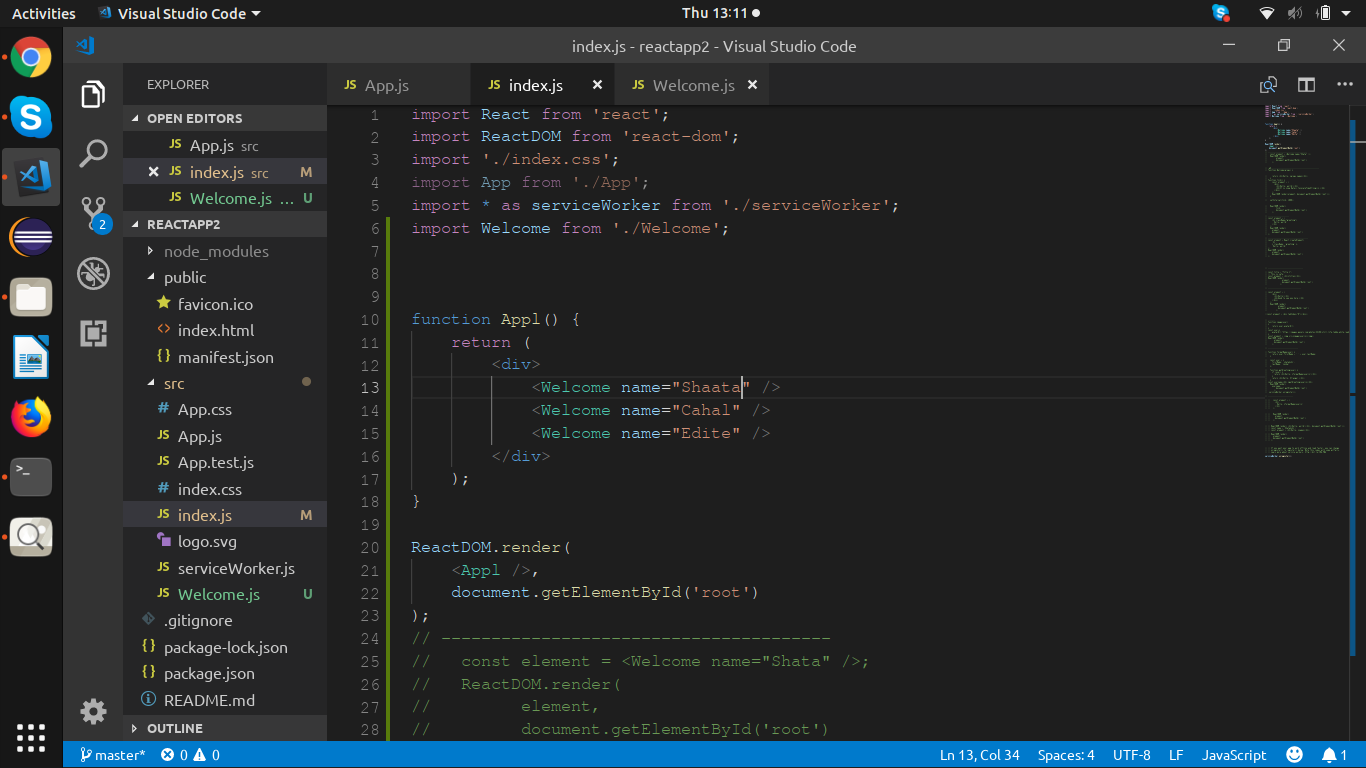 Activities Visual Studio Code Thu 13:11
index.js - reactapp2 - Visual Studio Code
EXPLORER
OPEN EDITORS
JS App.js src
JS index.js src M
JS Welcome.js ... U
REACTAPP2
node_modules
public
favicon.ico
<> index.html
{} manifest.json
src
# App.css
JS App.js
JS App.test.js
# index.css
JS index.js M
logo.svg
JS serviceWorker.js
JS Welcome.js U
.gitignore
{} package-lock.json
{} package.json
README.md
OUTLINE
2
JS App.js JS index.js JS Welcome.js
1 import React from 'react';
2 import ReactDOM from 'react-dom';
3 import './index.css';
4 import App from './App';
5 import * as serviceWorker from './serviceWorker';
6 import Welcome from './Welcome';
7
8
9
10 function Appl() {
11 return (
12 <div>
13 <Welcome name="Shaata" />
14 <Welcome name="Cahal" />
15 <Welcome name="Edite" />
16 </div>
17 );
18 }
19
20 ReactDOM.render(
21 <Appl />,
22 document.getElementById('root')
23 );
24 // ---------------------------------------
25 // const element = <Welcome name="Shata" />;
26 // ReactDOM.render(
27 // element,
28 // document.getElementById('root')
master* 0 0 Ln 13, Col 34 Spaces: 4 UTF-8 LF JavaScript 1